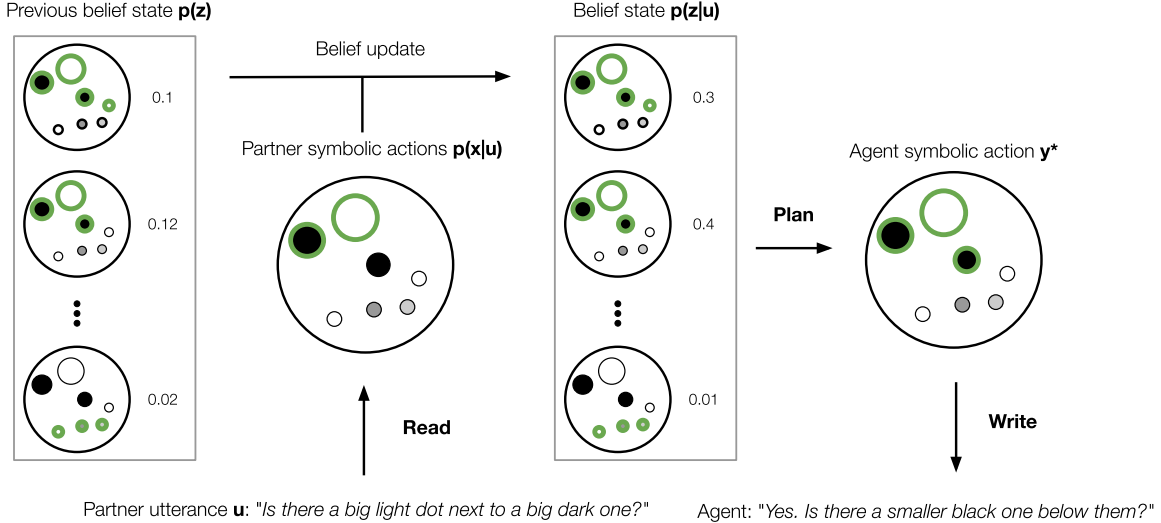 Previous belief state p(z)
Belief state p(z|u)
Belief update
0.1
0.3
Partner symbolic actions p(x|u)
Agent symbolic action y*
0.12
0.4
Plan
0.02
0.01
Read
Write
Partner utterance u: "Is there a big light dot next to a big dark one?"
Agent: "Yes. Is there a smaller black one below them?"